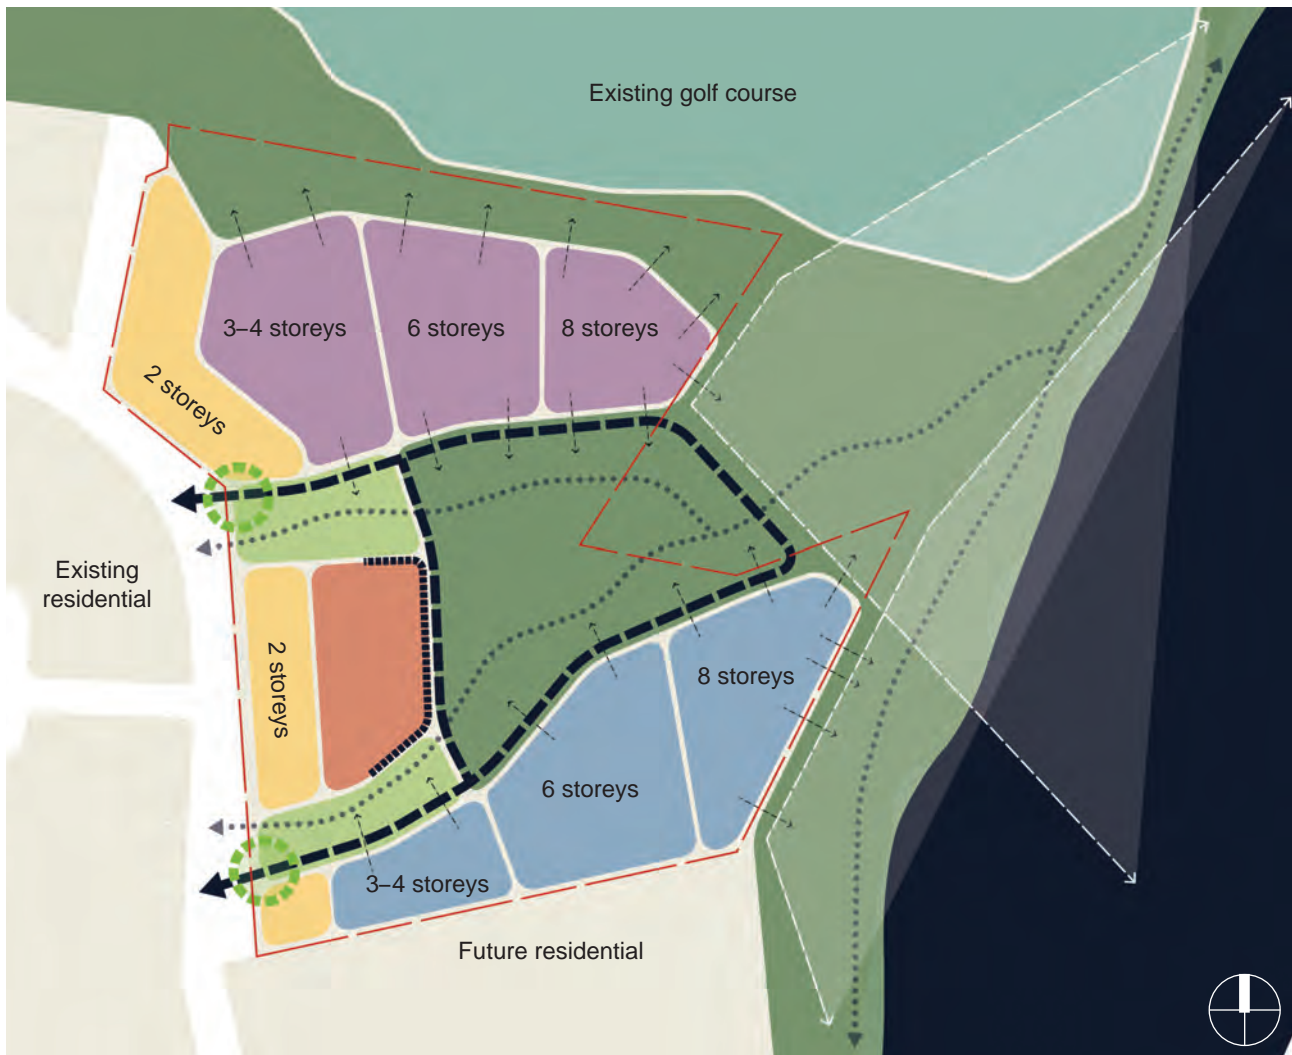 Existing golf course
3–4 storeys
6 storeys
8 storeys
2 storeys
Existing
residential
2 storeys
8 storeys
6 storeys
3–4 storeys
Future residential